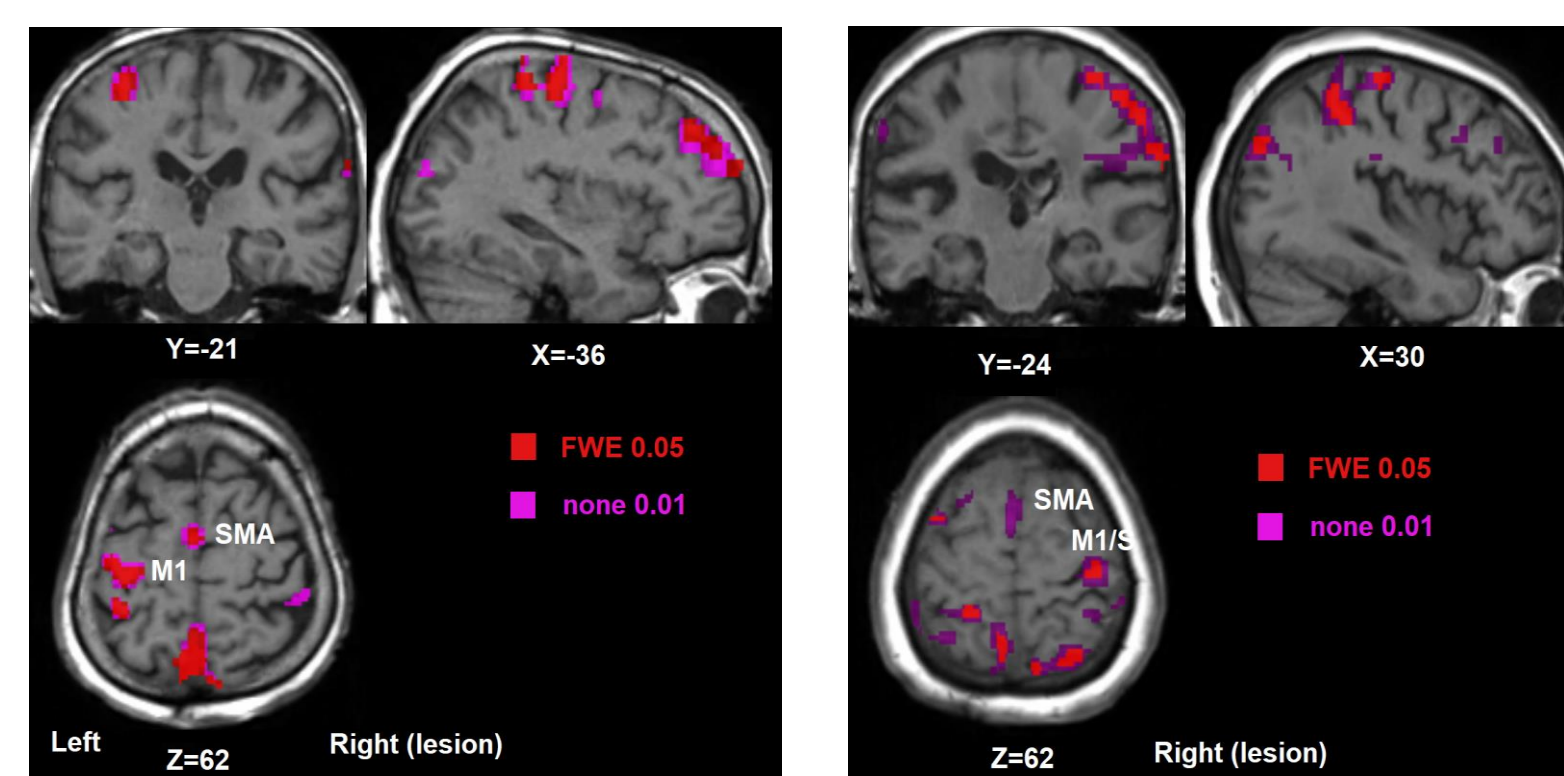 Y=-21
X=-36
FWE 0.05
none 0.01
SMA
M1
Left
Right (lesion)
Z=62
Y=-24
X=30
FWE 0.05
none 0.01
SMA
M1/S
Right (lesion)
Z=62